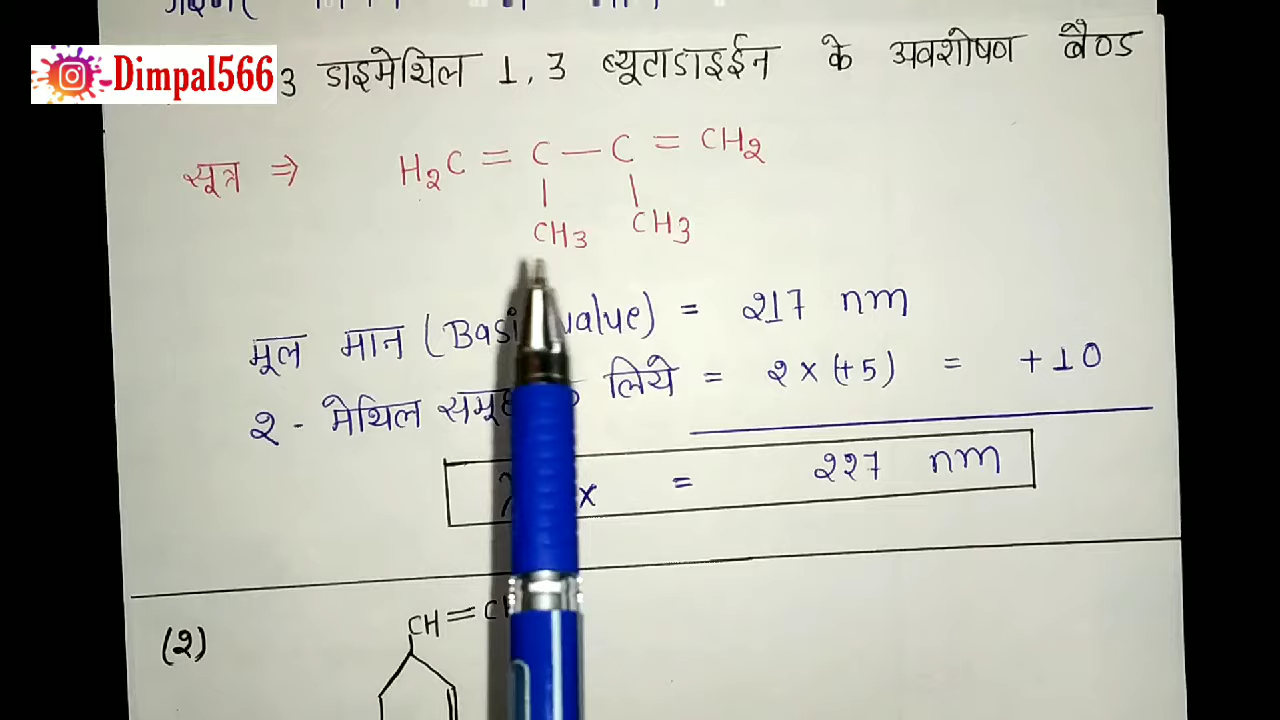 Dimpal566
3 डाइमेथिल 1, 3 ब्यूटाडाइईन के अवशोषण बैण्ड
सूत्र ⇒ H₂C = C — C = CH₂
CH3 CH3
मूल मान (Basi value) = 217 nm
2 - मेथिल समूह लिये = 2 × (+5) = +10
x = 227 nm
(2)
CH = C